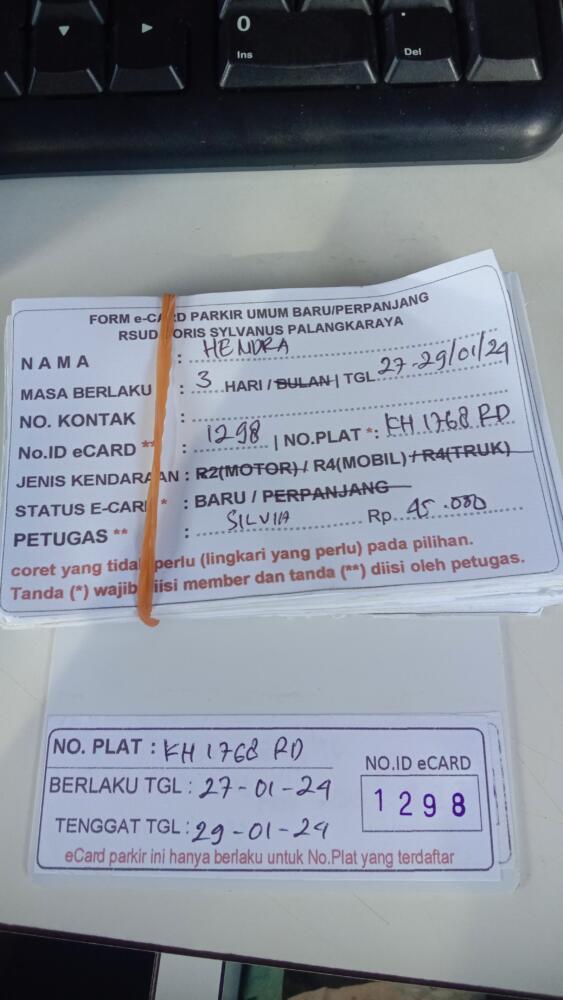 0
Ins
.
Del
FORM e-CARD PARKIR UMUM BARU/PERPANJANG
RSUD DORIS SYLVANUS PALANGKARAYA
NAMA : HENDRA
MASA BERLAKU : 3 HARI / BULAN | TGL 27-29/01/24
NO. KONTAK :
No.ID eCARD ** : 1298 | NO.PLAT *: KH 1768 RD
JENIS KENDARAAN : R2(MOTOR) / R4(MOBIL) / R4(TRUK)
STATUS E-CARD * : BARU / PERPANJANG
PETUGAS ** : SILVIA Rp. 45.000
coret yang tidak perlu (lingkari yang perlu) pada pilihan.
Tanda (*) wajib diisi member dan tanda (**) diisi oleh petugas.
NO. PLAT : KH 1768 RD
BERLAKU TGL : 27-01-24
TENGGAT TGL : 29-01-24
NO.ID eCARD
1298
eCard parkir ini hanya berlaku untuk No.Plat yang terdaftar